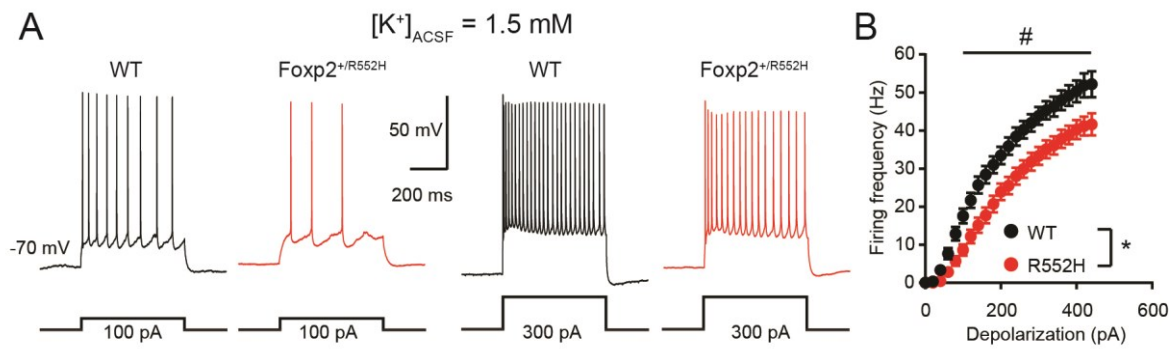 A
[K⁺]ACSF = 1.5 mM
WT
Foxp2+/R552H
WT
Foxp2+/R552H
50 mV
200 ms
-70 mV
100 pA
100 pA
300 pA
300 pA
B
#
60
50
40
30
20
10
0
Firing frequency (Hz)
WT
R552H
*
0
200
400
600
Depolarization (pA)